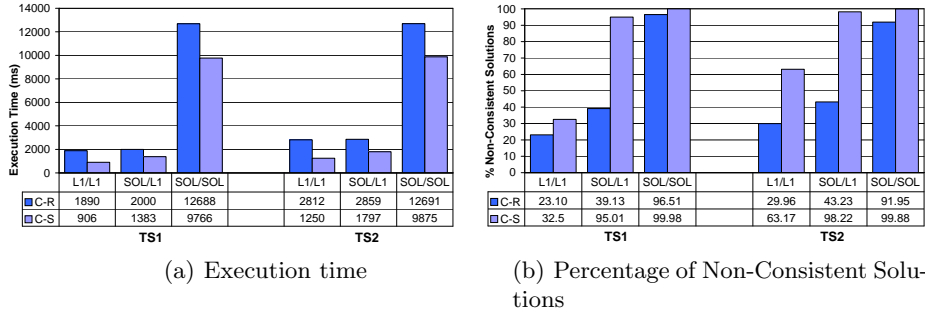 14000
12000
10000
8000
6000
4000
2000
0
Execution Time (ms)
L1/L1 SOL/L1 SOL/SOL L1/L1 SOL/L1 SOL/SOL
C-R 1890 2000 12688 2812 2859 12691
C-S 906 1383 9766 1250 1797 9875
TS1 TS2
(a) Execution time
100
90
80
70
60
50
40
30
20
10
0
% Non-Consistent Solutions
L1/L1 SOL/L1 SOL/SOL L1/L1 SOL/L1 SOL/SOL
C-R 23.10 39.13 96.51 29.96 43.23 91.95
C-S 32.5 95.01 99.98 63.17 98.22 99.88
TS1 TS2
(b) Percentage of Non-Consistent Solu-
tions